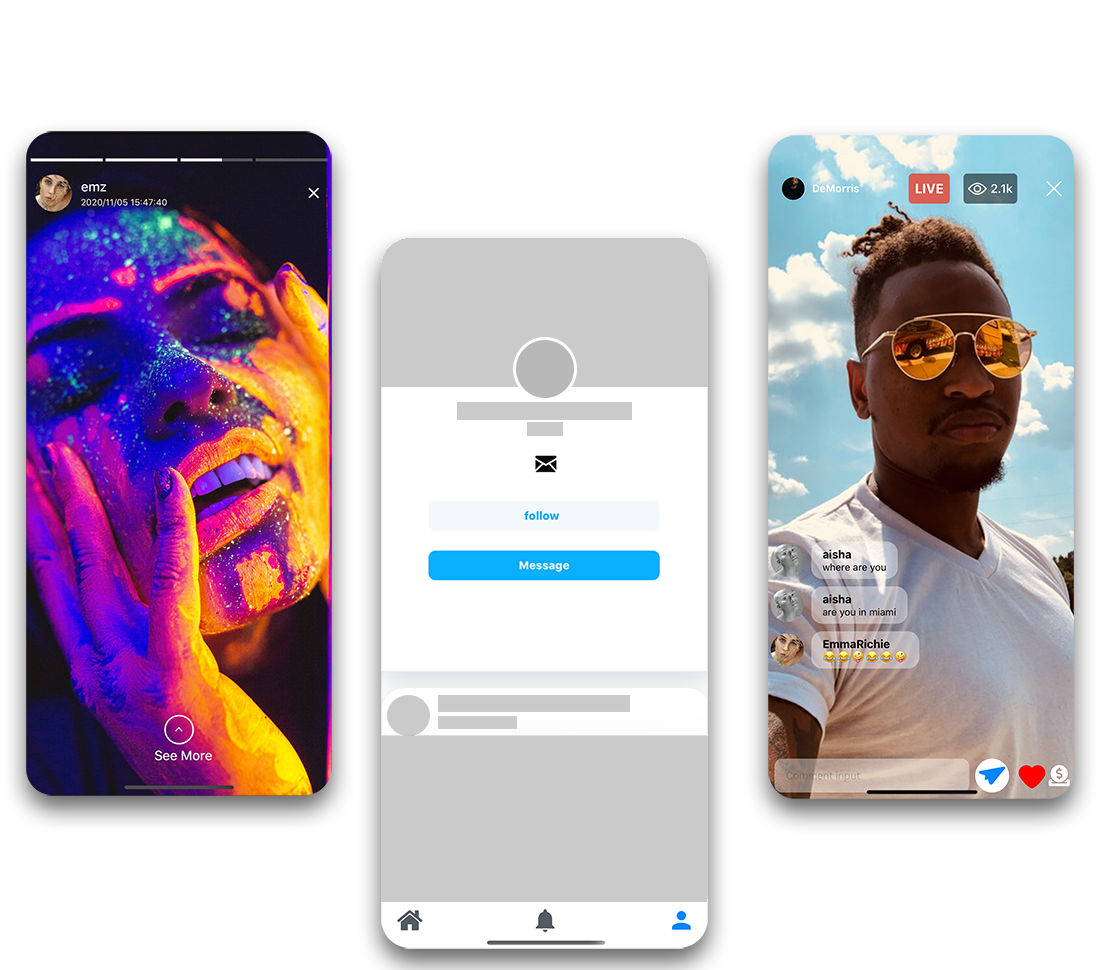 emz
2020/11/05 15:47:40
See More
follow
Message
DeMorris
LIVE
2.1k
aisha
where are you
aisha
are you in miami
EmmaRichie
😂😂🤪😂😂🤪
Comment input